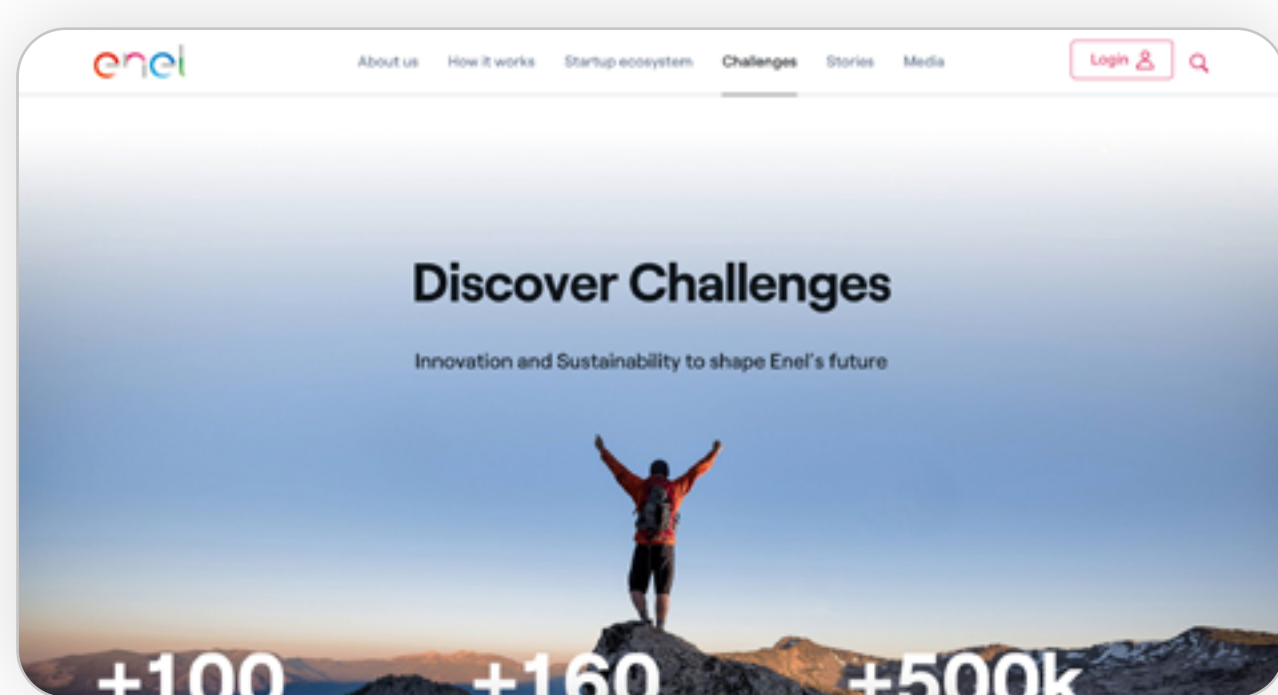 enel
About us How it works Startup ecosystem Challenges Stories Media Login
Discover Challenges
Innovation and Sustainability to shape Enel's future
+100 +160 +500k